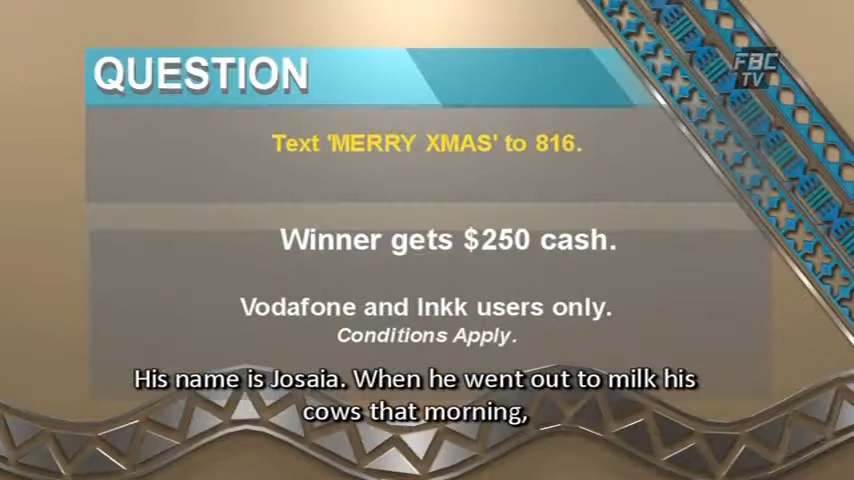 QUESTION
FBC
TV
Text 'MERRY XMAS' to 816.
Winner gets $250 cash.
Vodafone and Inkk users only.
Conditions Apply.
His name is Josaia. When he went out to milk his
cows that morning,